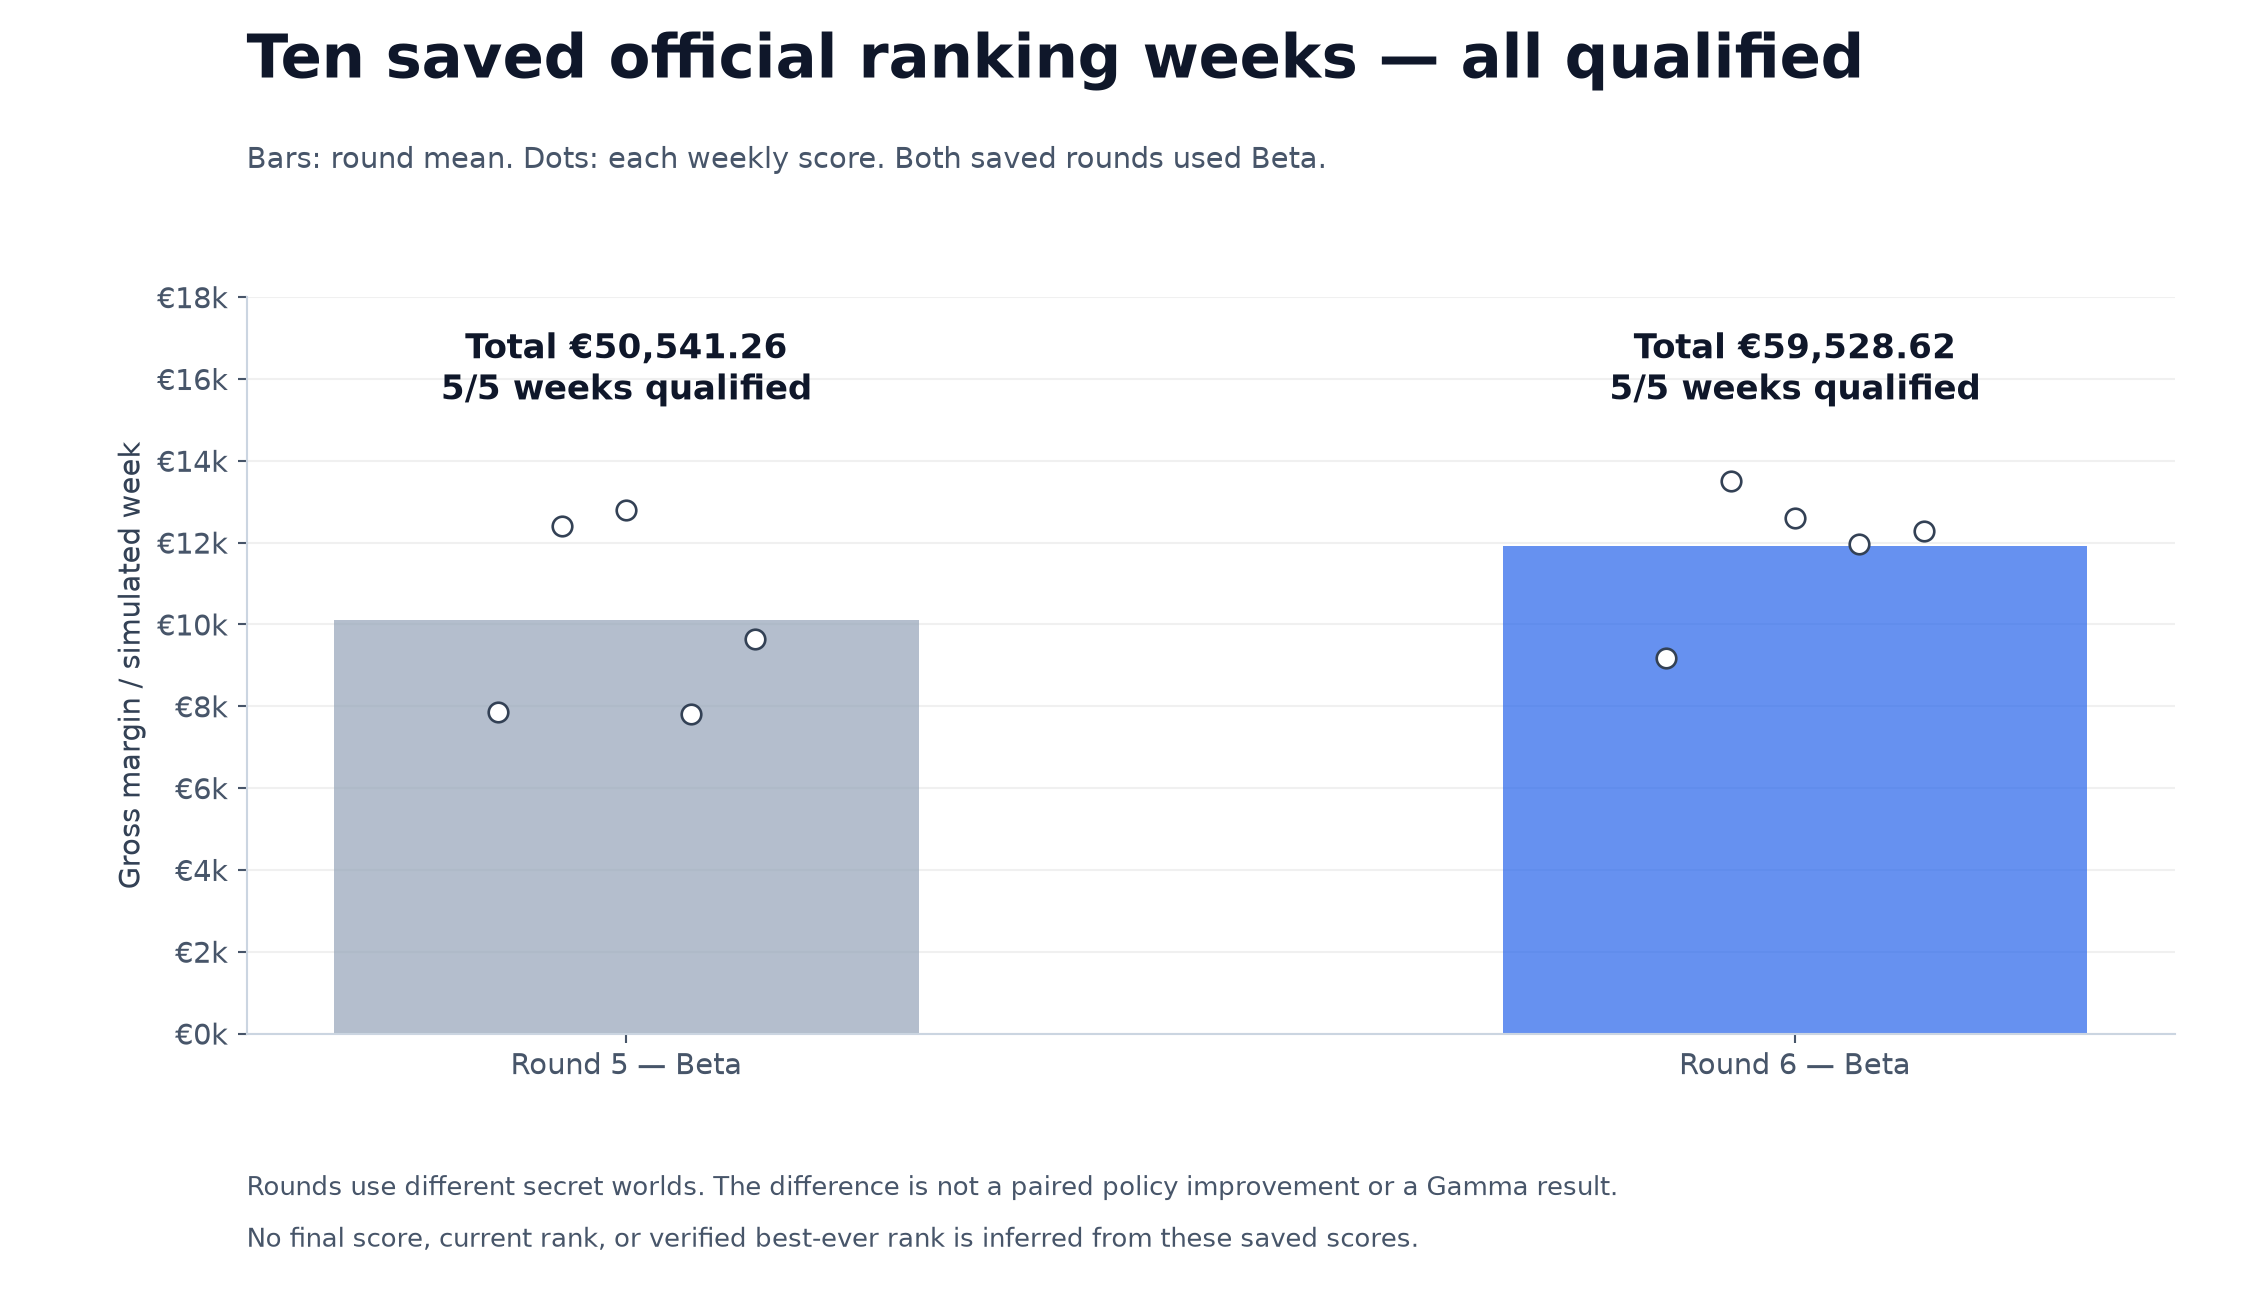 Ten saved official ranking weeks — all qualified
Bars: round mean. Dots: each weekly score. Both saved rounds used Beta.
Gross margin / simulated week
€18k
€16k
€14k
€12k
€10k
€8k
€6k
€4k
€2k
€0k
Total €50,541.26
5/5 weeks qualified
Total €59,528.62
5/5 weeks qualified
Round 5 — Beta
Round 6 — Beta
Rounds use different secret worlds. The difference is not a paired policy improvement or a Gamma result.
No final score, current rank, or verified best-ever rank is inferred from these saved scores.